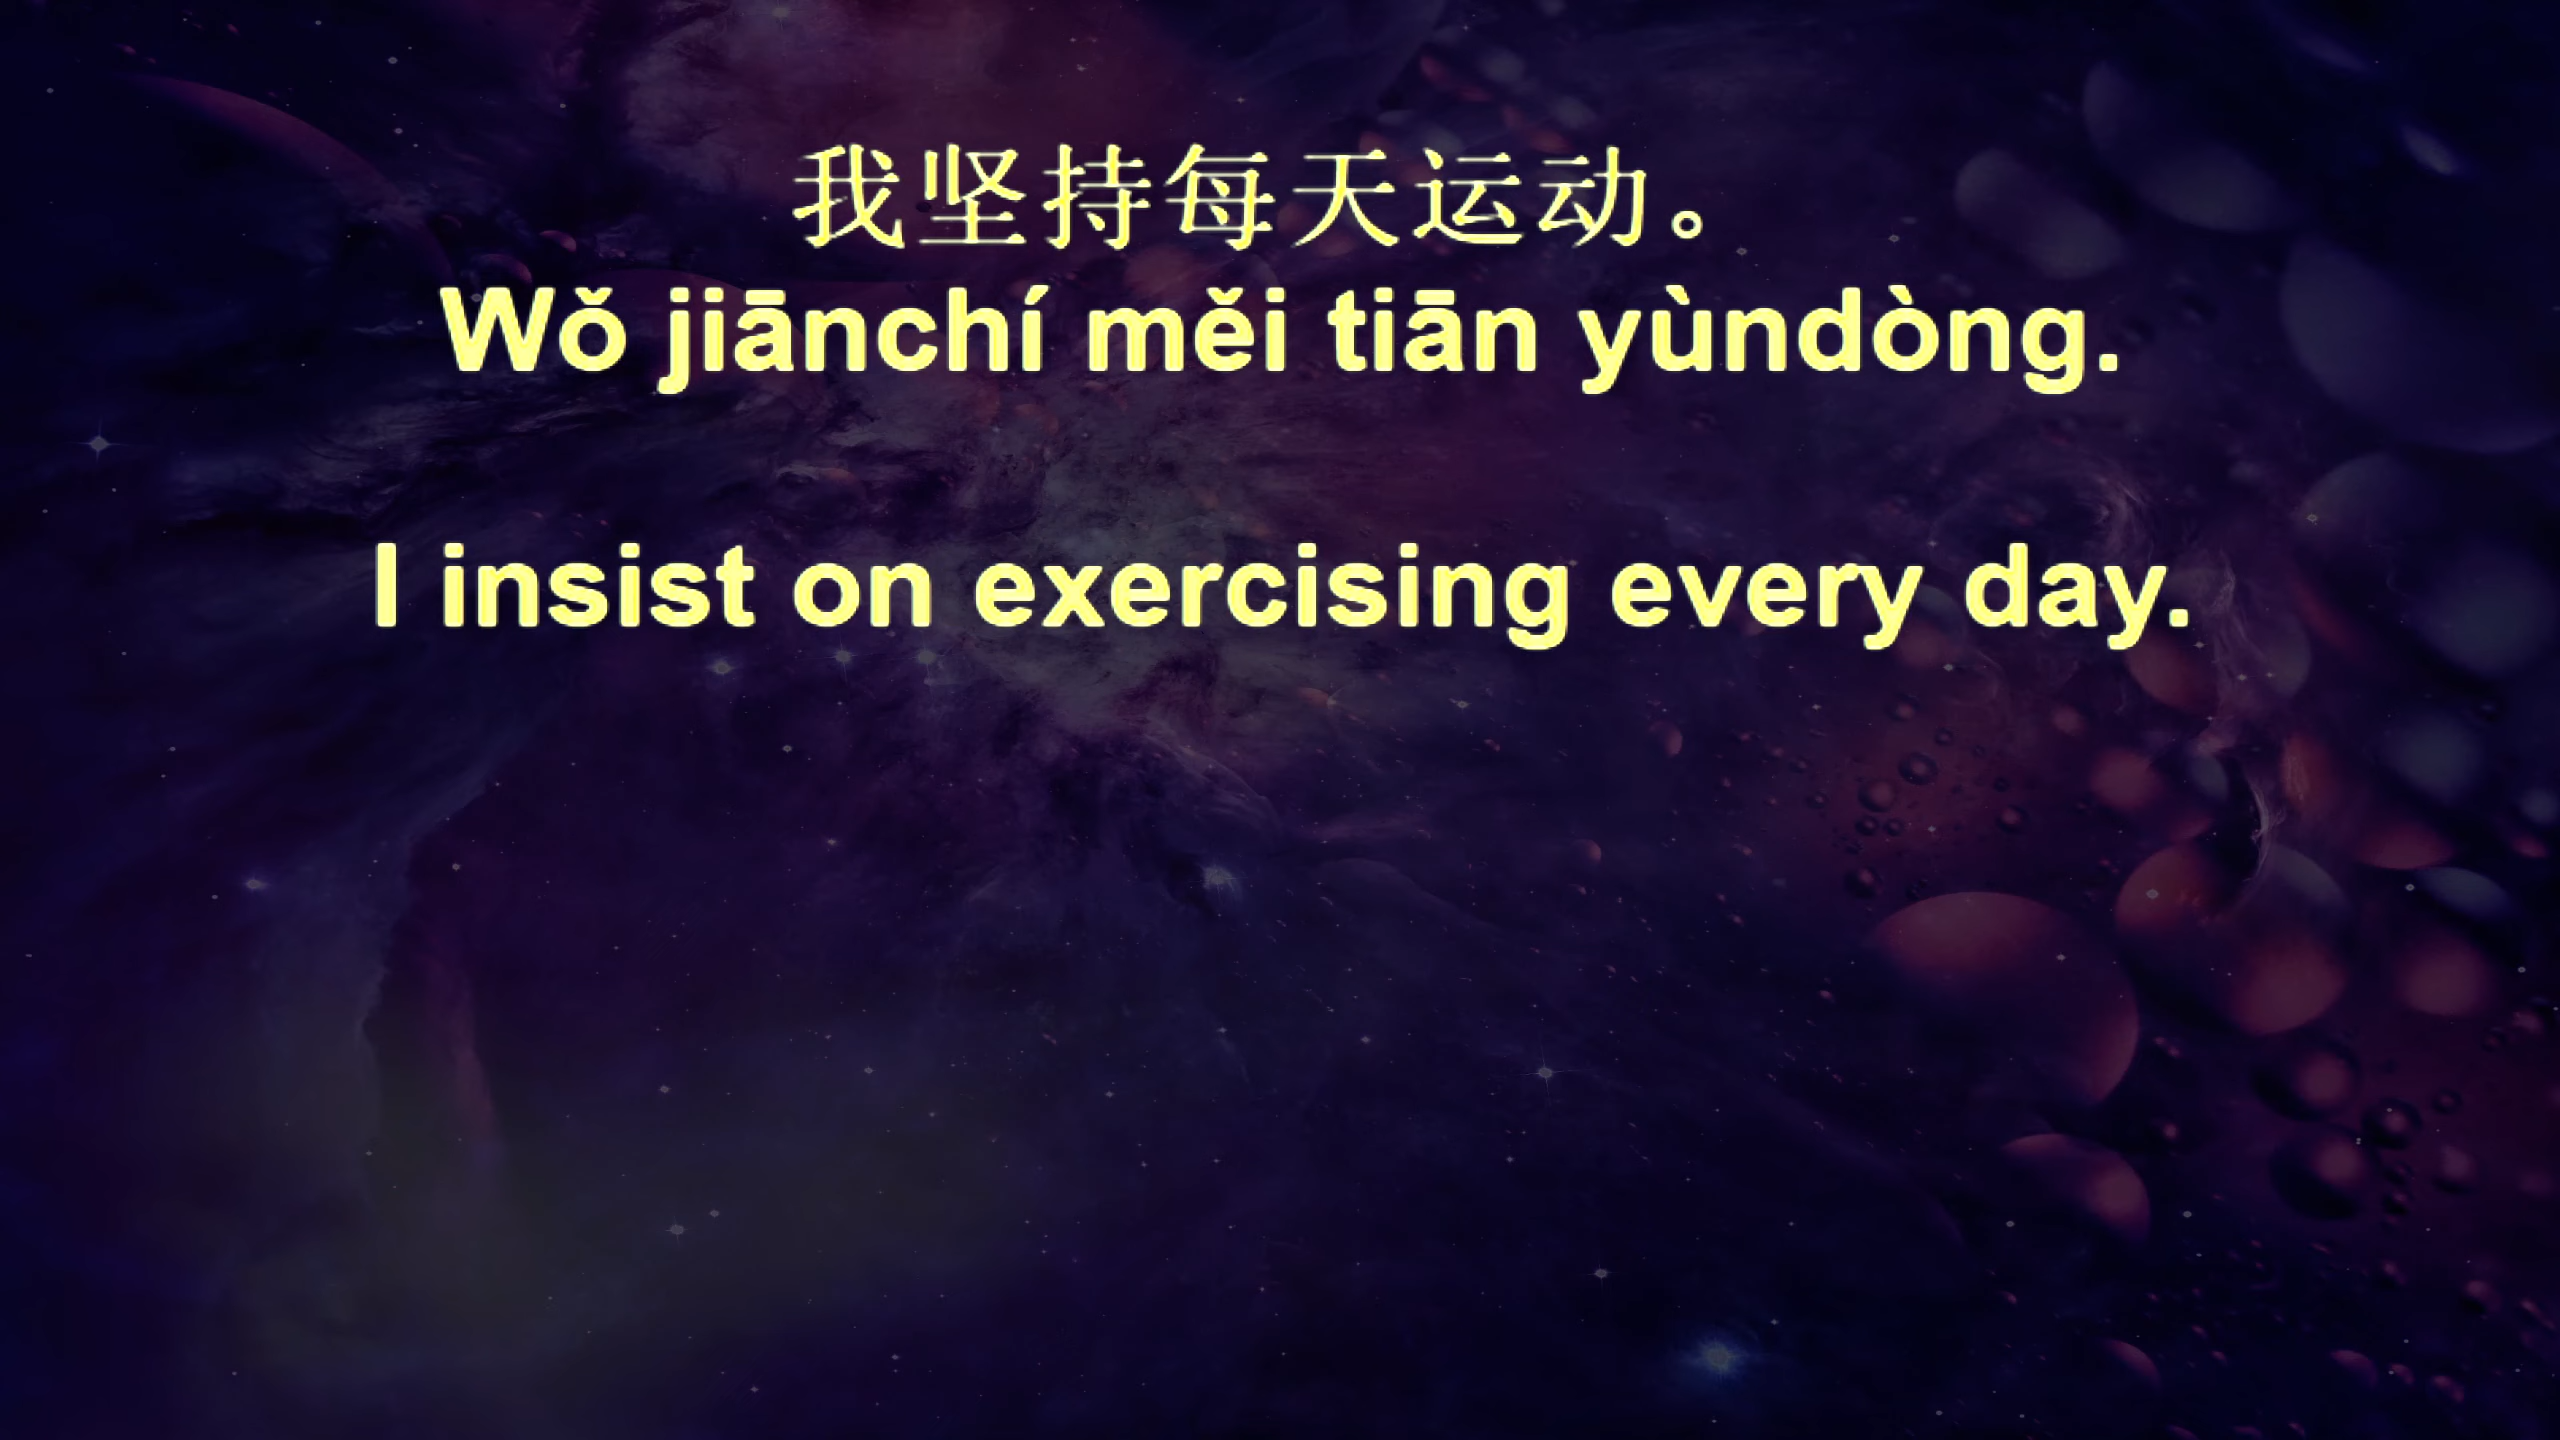 我坚持每天运动。
Wǒ jiānchí měi tiān yùndòng.
I insist on exercising every day.